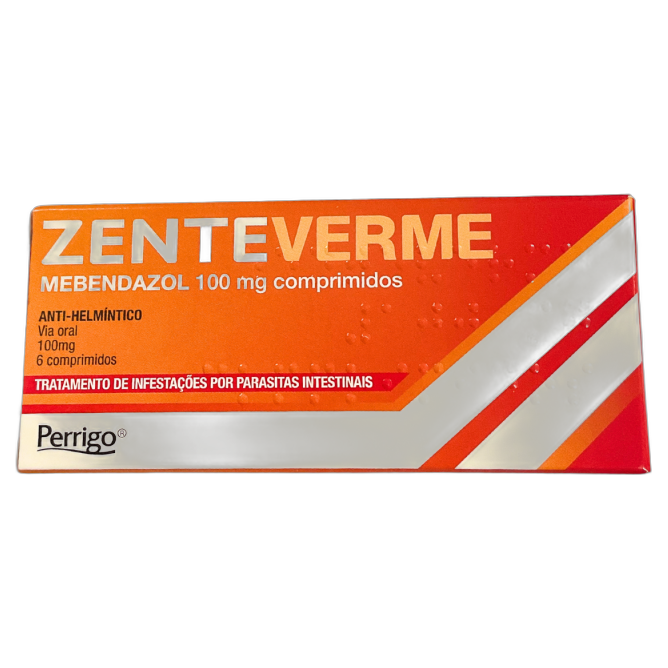 ZENTEVERME
MEBENDAZOL 100 mg comprimidos
ANTI-HELMÍNTICO
Via oral
100mg
6 comprimidos
TRATAMENTO DE INFESTAÇÕES POR PARASITAS INTESTINAIS
Perrigo®